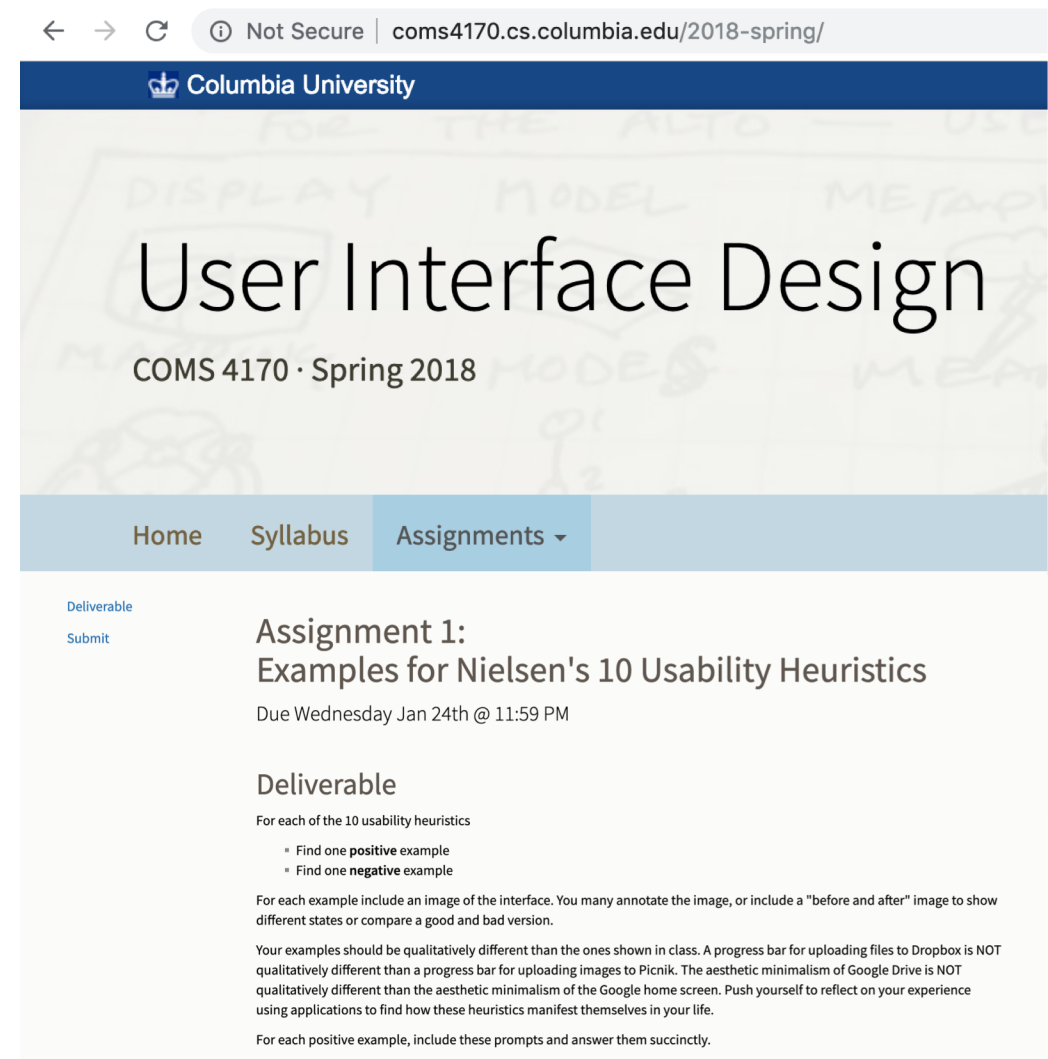 Not Secure | coms4170.cs.columbia.edu/2018-spring/
Columbia University
FOR THE ALTO — USE
DISPLAY MODEL METAP
User Interface Design
COMS 4170 · Spring 2018
MODES
Home Syllabus Assignments
Deliverable
Submit
Assignment 1:
Examples for Nielsen's 10 Usability Heuristics
Due Wednesday Jan 24th @ 11:59 PM
Deliverable
For each of the 10 usability heuristics
▪ Find one positive example
▪ Find one negative example
For each example include an image of the interface. You many annotate the image, or include a "before and after" image to show
different states or compare a good and bad version.
Your examples should be qualitatively different than the ones shown in class. A progress bar for uploading files to Dropbox is NOT
qualitatively different than a progress bar for uploading images to Picnik. The aesthetic minimalism of Google Drive is NOT
qualitatively different than the aesthetic minimalism of the Google home screen. Push yourself to reflect on your experience
using applications to find how these heuristics manifest themselves in your life.
For each positive example, include these prompts and answer them succinctly.